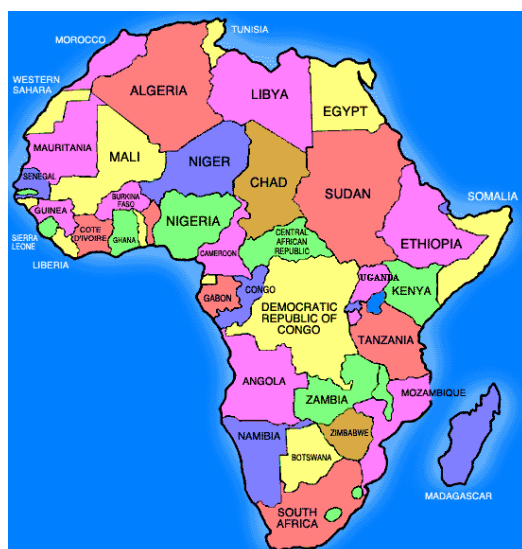 TUNISIA
MOROCCO
WESTERN
SAHARA
ALGERIA
LIBYA
EGYPT
MAURITANIA
MALI
NIGER
CHAD
SUDAN
SENEGAL
SOMALIA
GUINEA
BURKINA
FASO
NIGERIA
SIERRA
LEONE
COTE
D'IVOIRE
GHANA
LIBERIA
CAMEROON
CENTRAL
AFRICAN
REPUBLIC
ETHIOPIA
UGANDA
KENYA
GABON
CONGO
DEMOCRATIC
REPUBLIC OF
CONGO
TANZANIA
ANGOLA
ZAMBIA
MOZAMBIQUE
NAMIBIA
ZIMBABWE
BOTSWANA
MADAGASCAR
SOUTH
AFRICA